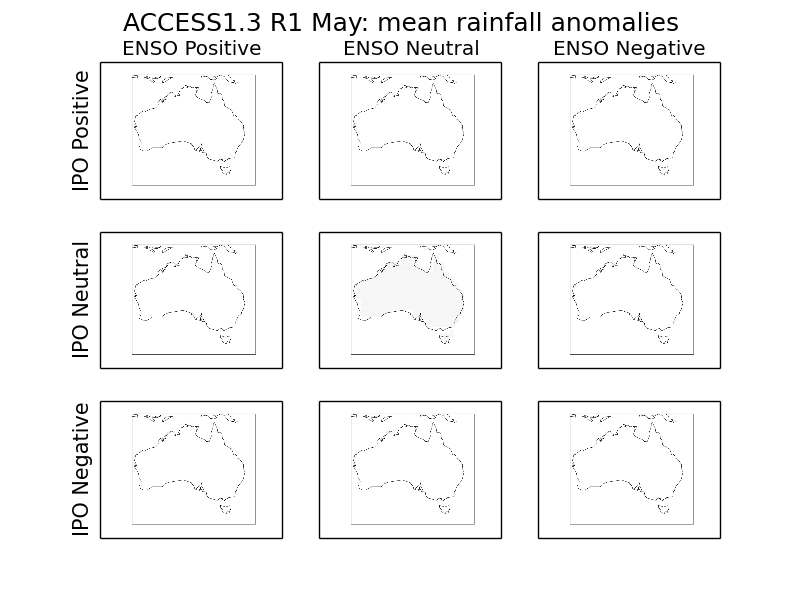 ACCESS1.3 R1 May: mean rainfall anomalies
ENSO Positive
ENSO Neutral
ENSO Negative
IPO Positive
IPO Neutral
IPO Negative